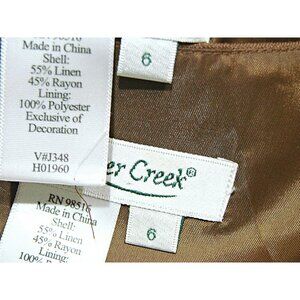 Made in China
Shell:
55% Linen
45% Rayon
Lining:
100% Polyester
Exclusive of
Decoration
V#J348
H01960
6
er Creek®
6
RN 98516
Made in China
Shell:
55% Linen
45% Rayon
Lining:
100%